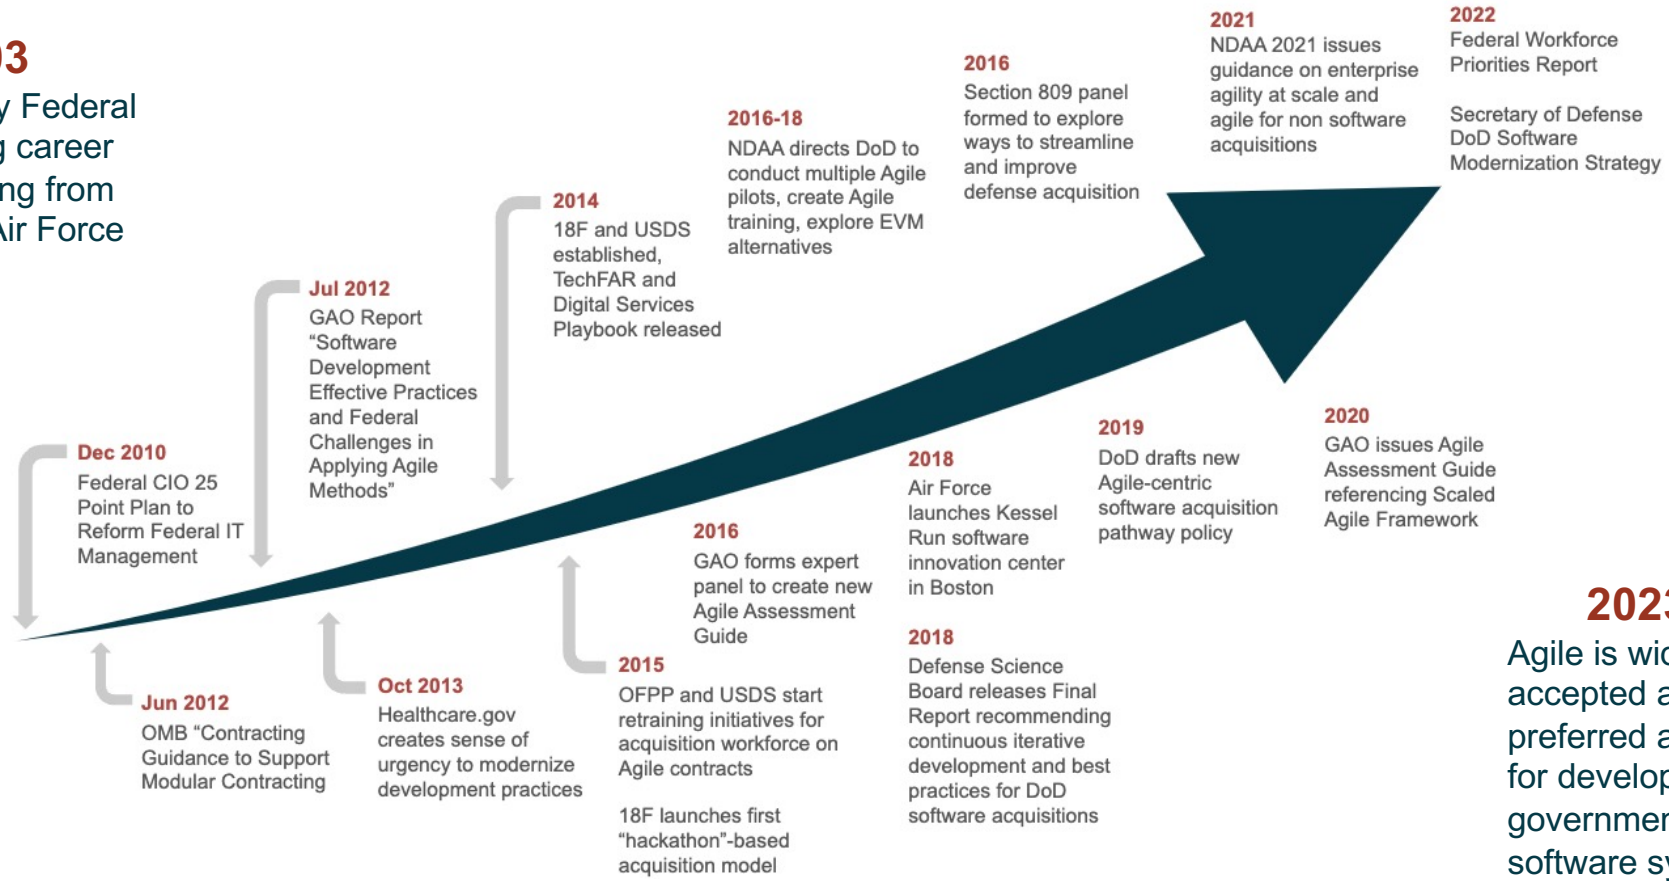 Federal
career
from
Air Force
Dec 2010
Federal CIO 25
Point Plan to
Reform Federal IT
Management
Jun 2012
OMB “Contracting
Guidance to Support
Modular Contracting
Jul 2012
GAO Report
“Software
Development
Effective Practices
and Federal
Challenges in
Applying Agile
Methods”
Oct 2013
Healthcare.gov
creates sense of
urgency to modernize
development practices
2014
18F and USDS
established,
TechFAR and
Digital Services
Playbook released
2015
OFPP and USDS start
retraining initiatives for
acquisition workforce on
Agile contracts
18F launches first
“hackathon”-based
acquisition model
2016-18
NDAA directs DoD to
conduct multiple Agile
pilots, create Agile
training, explore EVM
alternatives
2016
GAO forms expert
panel to create new
Agile Assessment
Guide
2016
Section 809 panel
formed to explore
ways to streamline
and improve
defense acquisition
2018
Air Force
launches Kessel
Run software
innovation center
in Boston
2018
Defense Science
Board releases Final
Report recommending
continuous iterative
development and best
practices for DoD
software acquisitions
2019
DoD drafts new
Agile-centric
software acquisition
pathway policy
2020
GAO issues Agile
Assessment Guide
referencing Scaled
Agile Framework
2021
NDAA 2021 issues
guidance on enterprise
agility at scale and
agile for non software
acquisitions
2022
Federal Workforce
Priorities Report
Secretary of Defense
DoD Software
Modernization Strategy
2023
Agile is
accepted
preferred
for
software